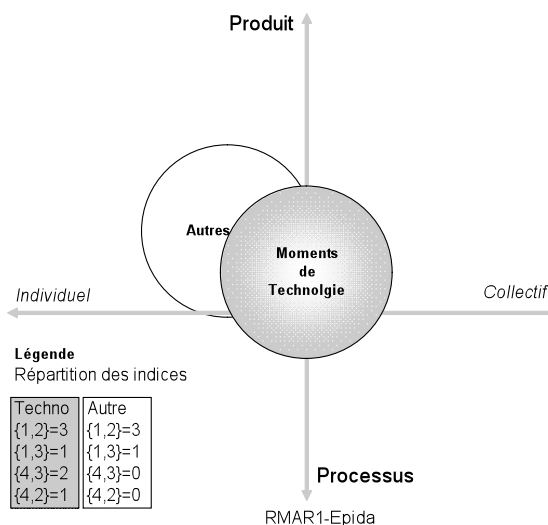 Produit
Autres
Moments
de
Technolgie
Individuel
Collectif
Légende
Répartition des indices
Techno Autre
{1,2}=3 {1,2}=3
{1,3}=1 {1,3}=1
{4,3}=2 {4,3}=0
{4,2}=1 {4,2}=0
Processus
RMAR1-Epida